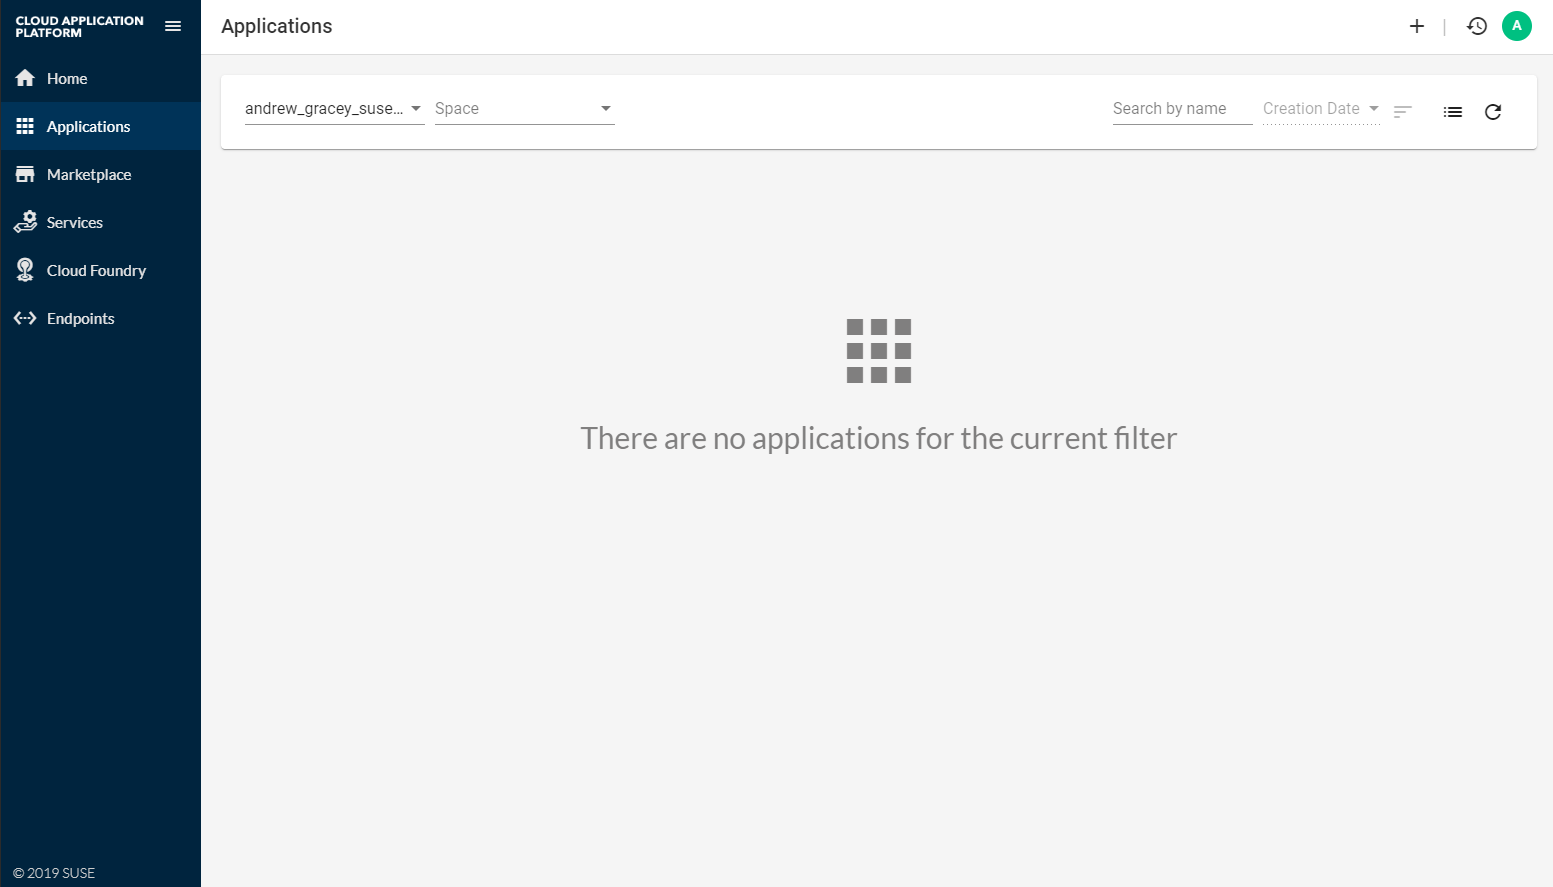 CLOUD APPLICATION
PLATFORM
Applications
A
Home
Applications
Marketplace
Services
Cloud Foundry
Endpoints
andrew_gracey_suse...
Space
Search by name
Creation Date
There are no applications for the current filter
© 2019 SUSE